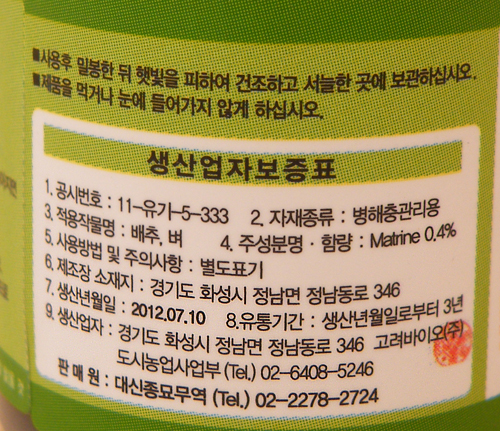 ■사용후 밀봉한 뒤 햇빛을 피하여 건조하고 서늘한 곳에 보관하십시오.
■제품을 먹거나 눈에 들어가지 않게 하십시오.
생산업자보증표
1. 공시번호 : 11-유기-5-333 2. 자재종류 : 병해충관리용
3. 적용작물명 : 배추, 벼 4. 주성분명·함량 : Matrine 0.4%
5. 사용방법 및 주의사항 : 별도표기
6. 제조장 소재지 : 경기도 화성시 정남면 정남동로 346
7. 생산년월일 : 2012.07.10 8.유통기간 : 생산년월일로부터 3년
9. 생산업자 : 경기도 화성시 정남면 정남동로 346 고려바이오(주)
도시농업사업부 (Tel.) 02-6408-5246
판 매 원 : 대신종묘무역 (Tel.) 02-2278-2724